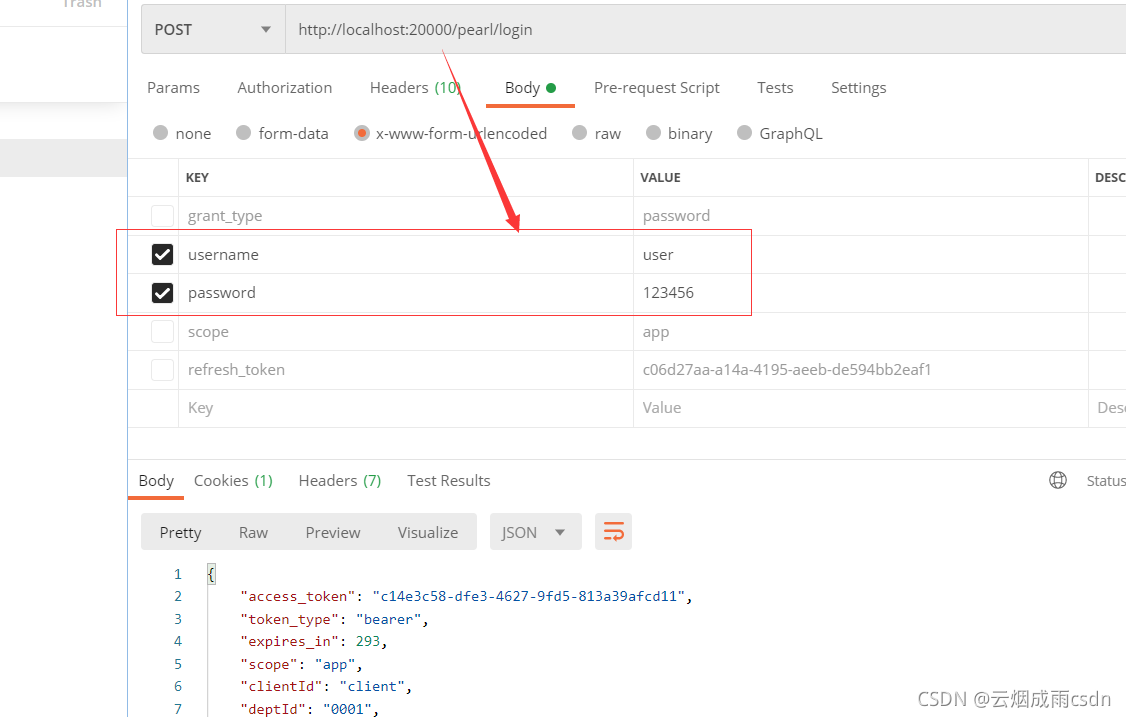 Trash
POST http://localhost:20000/pearl/login
Params Authorization Headers (10) Body Pre-request Script Tests Settings
none form-data x-www-form-urlencoded raw binary GraphQL
KEY VALUE DESC
grant_type password
username user
password 123456
scope app
refresh_token c06d27aa-a14a-4195-aeeb-de594bb2eaf1
Key Value Desc
Body Cookies (1) Headers (7) Test Results Status
Pretty Raw Preview Visualize JSON
1 {
2 "access_token": "c14e3c58-dfe3-4627-9fd5-813a39afcd11",
3 "token_type": "bearer",
4 "expires_in": 293,
5 "scope": "app",
6 "clientId": "client",
7 "deptId": "0001",
CSDN @云烟成雨csdn